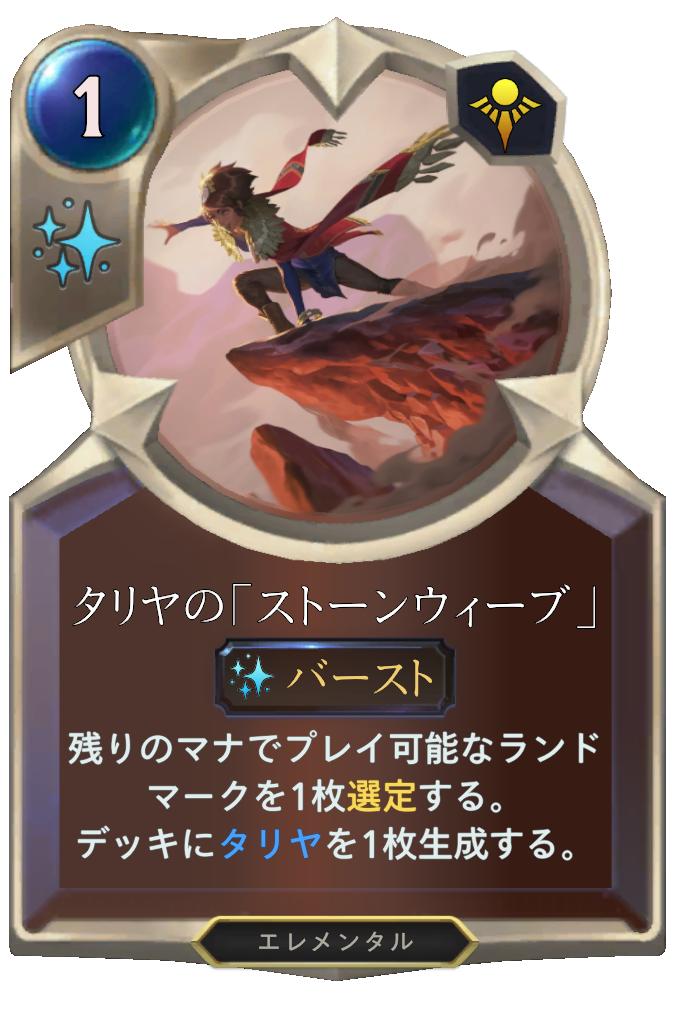 1
タリヤの「ストーンウィーブ」
バースト
残りのマナでプレイ可能なランド
マークを1枚選定する。
デッキにタリヤを1枚生成する。
エレメンタル